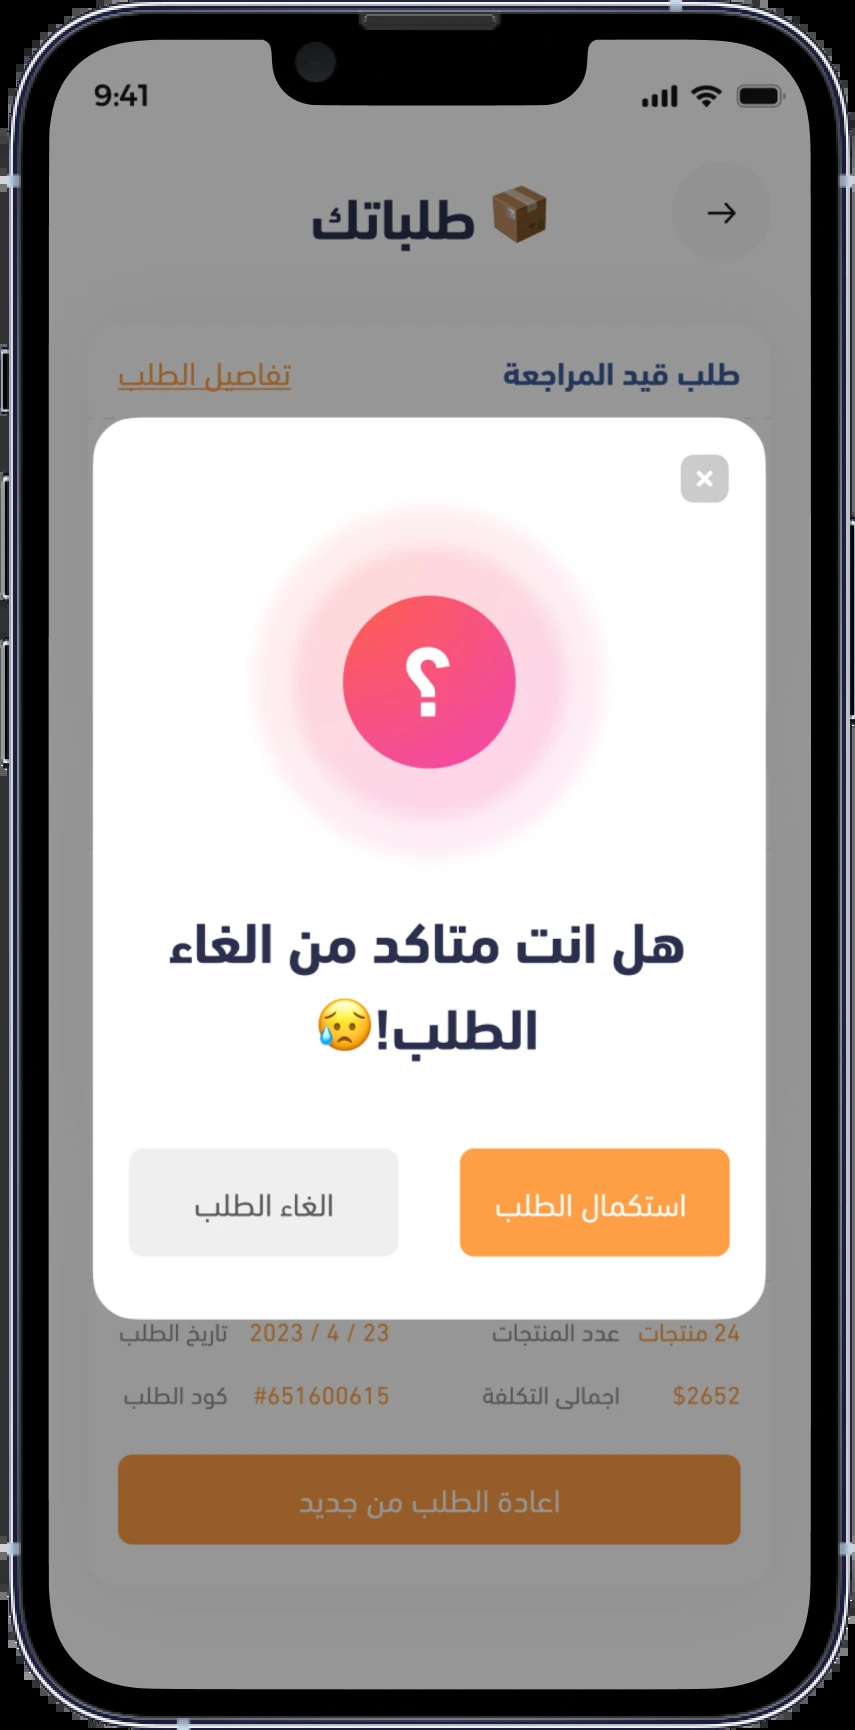 9:41
طلباتك 📦
طلب قيد المراجعة تفاصيل الطلب
؟
هل انت متاكد من الغاء
الطلب!😥
استكمال الطلب الغاء الطلب
24 منتجات عدد المنتجات 23 / 4 / 2023 تاريخ الطلب
$2652 اجمالى التكلفة #651600615 كود الطلب
اعادة الطلب من جديد